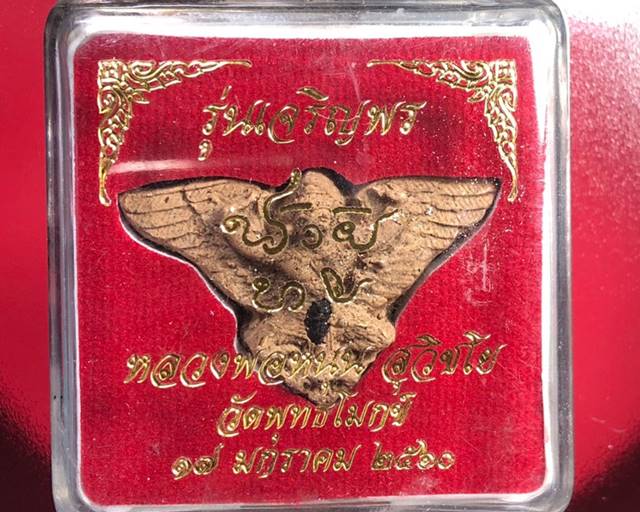 รุ่นเจริญพร
หลวงพ่อหนุน สุวิชโย
วัดพุทธโมกข์
๑๗ มกราคม ๒๕๖๐